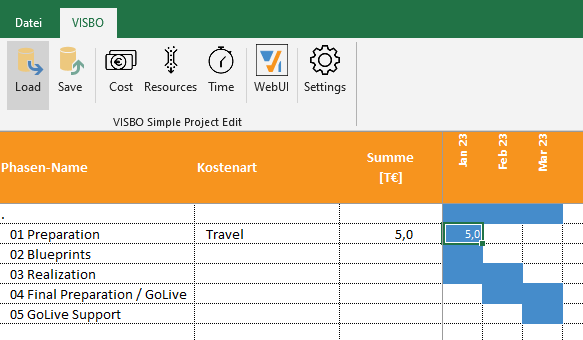 Datei VISBO
Load Save Cost Resources Time WebUI Settings
VISBO Simple Project Edit
Phasen-Name Kostenart Summe [T€] Jan 23 Feb 23 Mar 23
.
01 Preparation Travel 5,0 5,0
02 Blueprints
03 Realization
04 Final Preparation / GoLive
05 GoLive Support